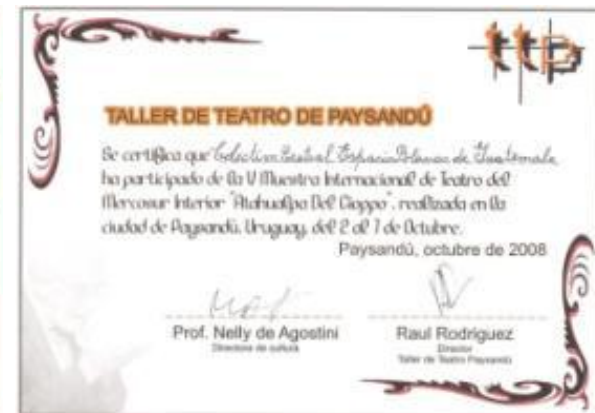 ttp
TALLER DE TEATRO DE PAYSANDÚ
Se certifica que Colectivo Teatral Espacio Blanco de Guatemala
ha participado de la V Muestra Internacional de Teatro del
Mercosur Interior "Atahualpa Del Cioppo", realizada en la
ciudad de Paysandú, Uruguay, del 2 al 7 de Octubre.
Paysandú, octubre de 2008
Prof. Nelly de Agostini
Directora de cultura
Raul Rodriguez
Director
Taller de Teatro Paysandú